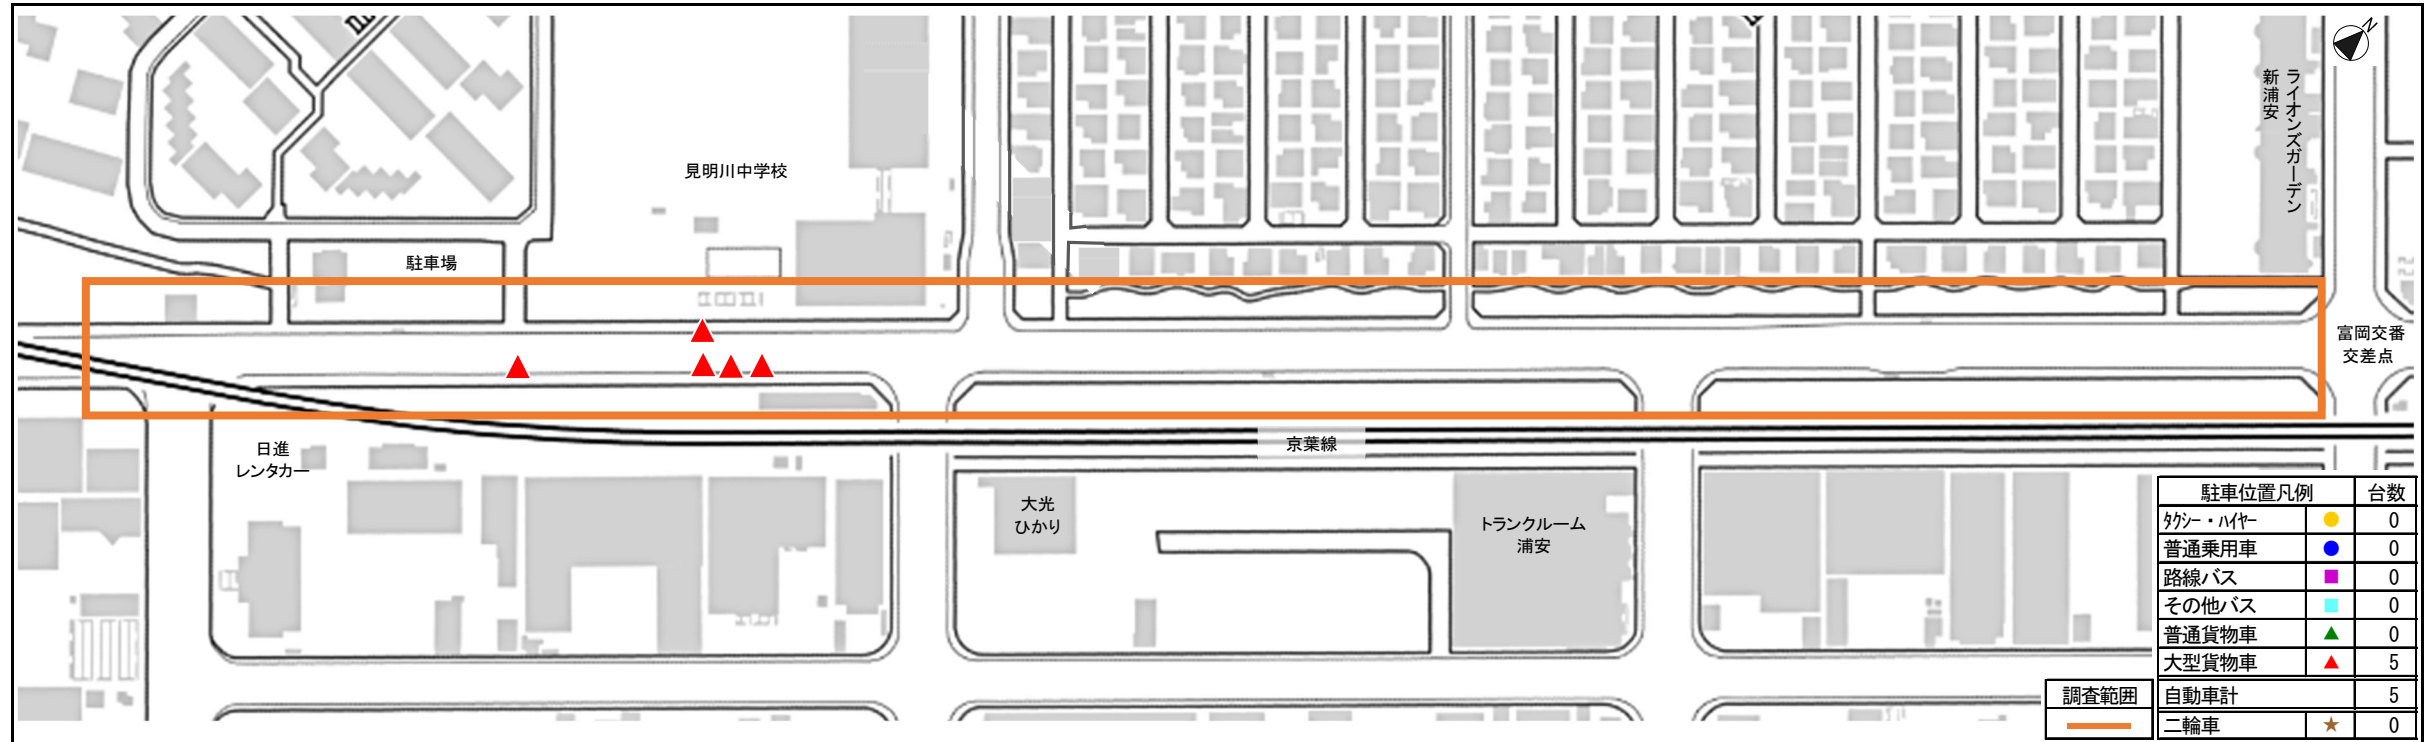 N
ライオンズガーデン
新浦安
見明川中学校
駐車場
富岡交番
交差点
京葉線
日進
レンタカー
大光
ひかり
トランクルーム
浦安
駐車位置凡例 台数
ﾀｸｼｰ・ﾊｲﾔｰ ● 0
普通乗用車 ● 0
路線バス ■ 0
その他バス ■ 0
普通貨物車 ▲ 0
大型貨物車 ▲ 5
自動車計 5
二輪車 ★ 0
調査範囲